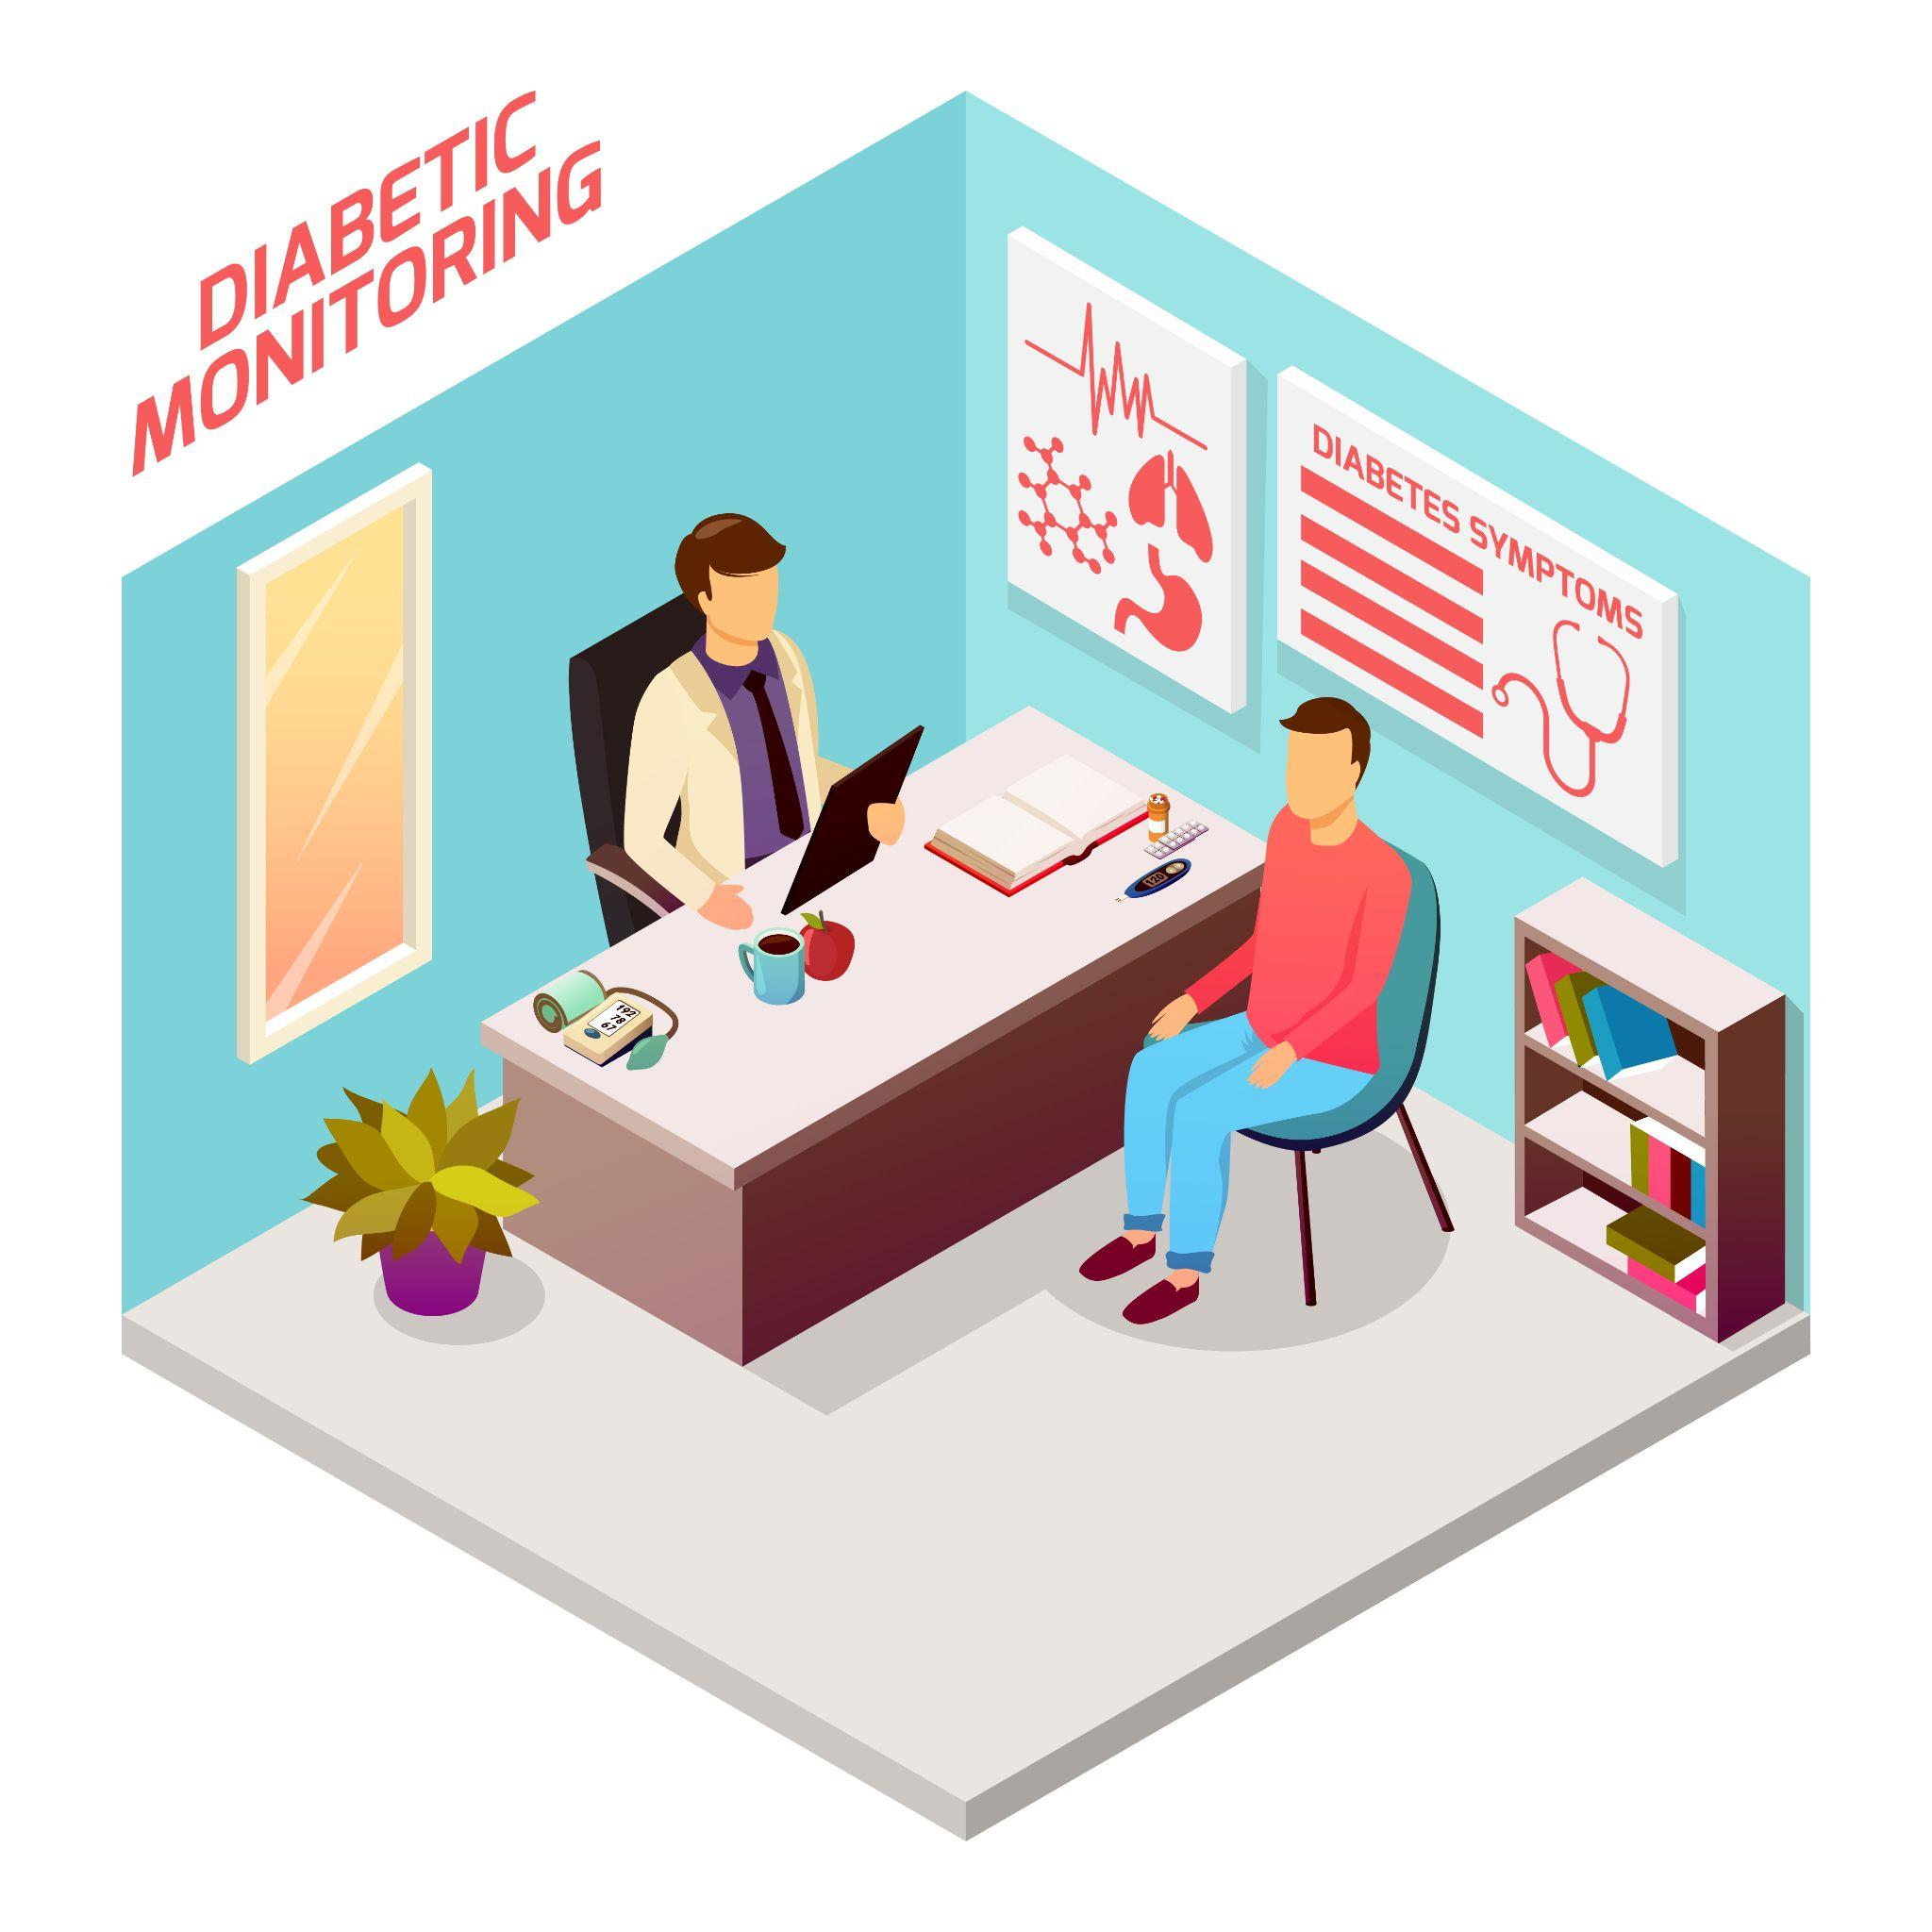 DIABETIC
MONITORING
DIABETES SYMPTOMS
120
192
78
67